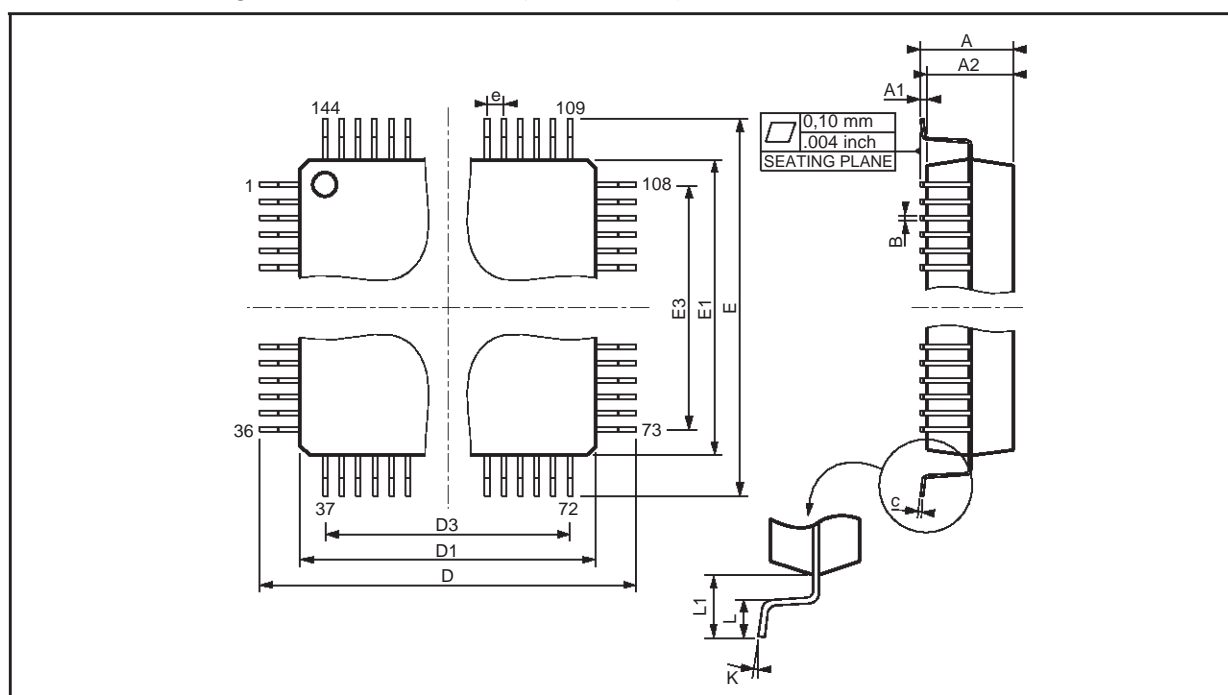 A
A2
A1
144
e
109
0,10 mm
.004 inch
SEATING PLANE
1
108
B
E3
E1
E
36
73
37
72
D3
D1
D
c
L1
L
K